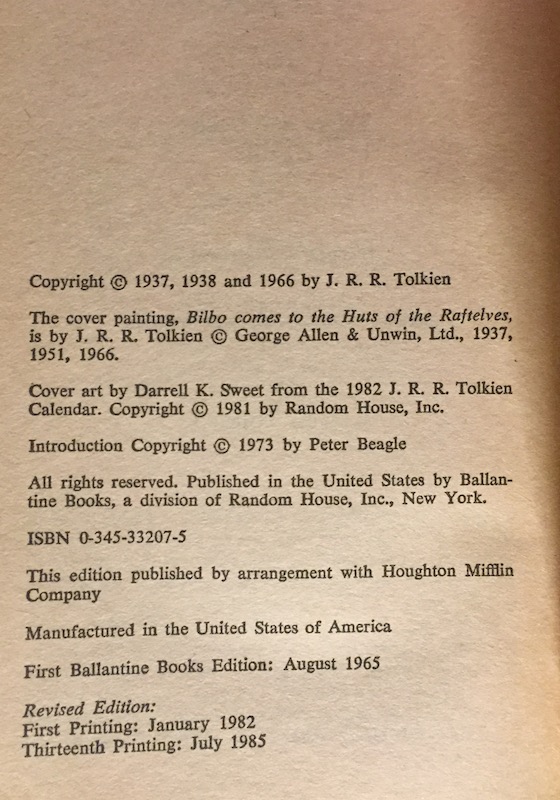 Copyright © 1937, 1938 and 1966 by J. R. R. Tolkien
The cover painting, Bilbo comes to the Huts of the Raftelves,
is by J. R. R. Tolkien © George Allen & Unwin, Ltd., 1937,
1951, 1966.
Cover art by Darrell K. Sweet from the 1982 J. R. R. Tolkien
Calendar. Copyright © 1981 by Random House, Inc.
Introduction Copyright © 1973 by Peter Beagle
All rights reserved. Published in the United States by Ballan-
tine Books, a division of Random House, Inc., New York.
ISBN 0-345-33207-5
This edition published by arrangement with Houghton Mifflin
Company
Manufactured in the United States of America
First Ballantine Books Edition: August 1965
Revised Edition:
First Printing: January 1982
Thirteenth Printing: July 1985